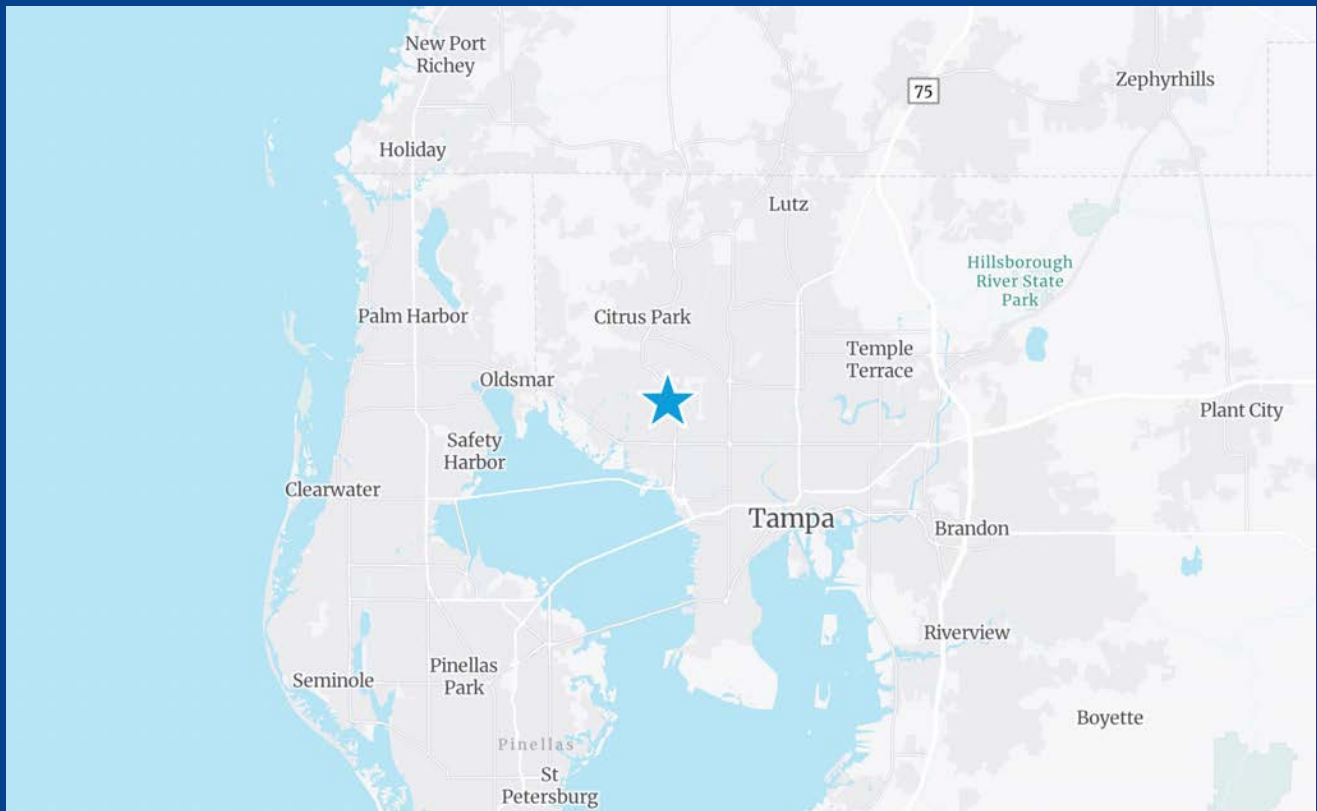 New Port
Richey
75
Zephyrhills
Holiday
Lutz
Hillsborough
River State
Park
Palm Harbor
Citrus Park
Temple
Terrace
Oldsmar
Plant City
Safety
Harbor
Clearwater
Tampa
Brandon
Riverview
Pinellas
Park
Seminole
Boyette
Pinellas
St
Petersburg